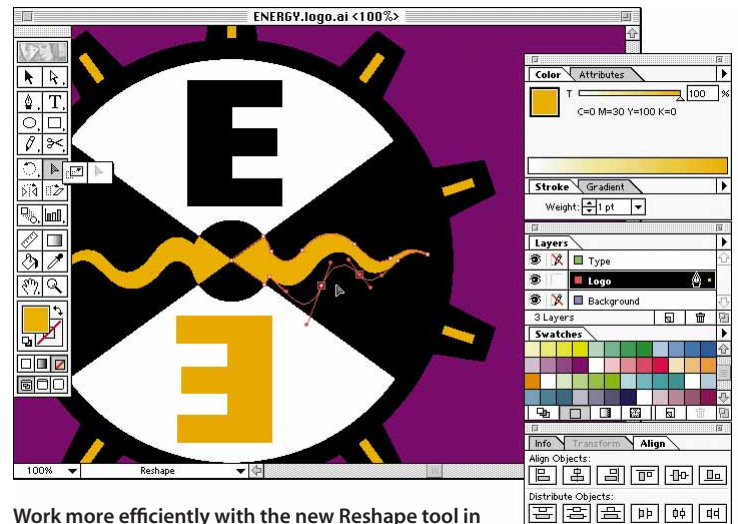 ENERGY.logo.ai <100%>
E
E
100%
Reshape
Color
Attributes
T
100
%
C=0 M=30 Y=100 K=0
Stroke
Gradient
Weight:
1 pt
Layers
Type
Logo
Background
3 Layers
Swatches
Info
Transform
Align
Align Objects:
Distribute Objects:
Work more efficiently with the new Reshape tool in